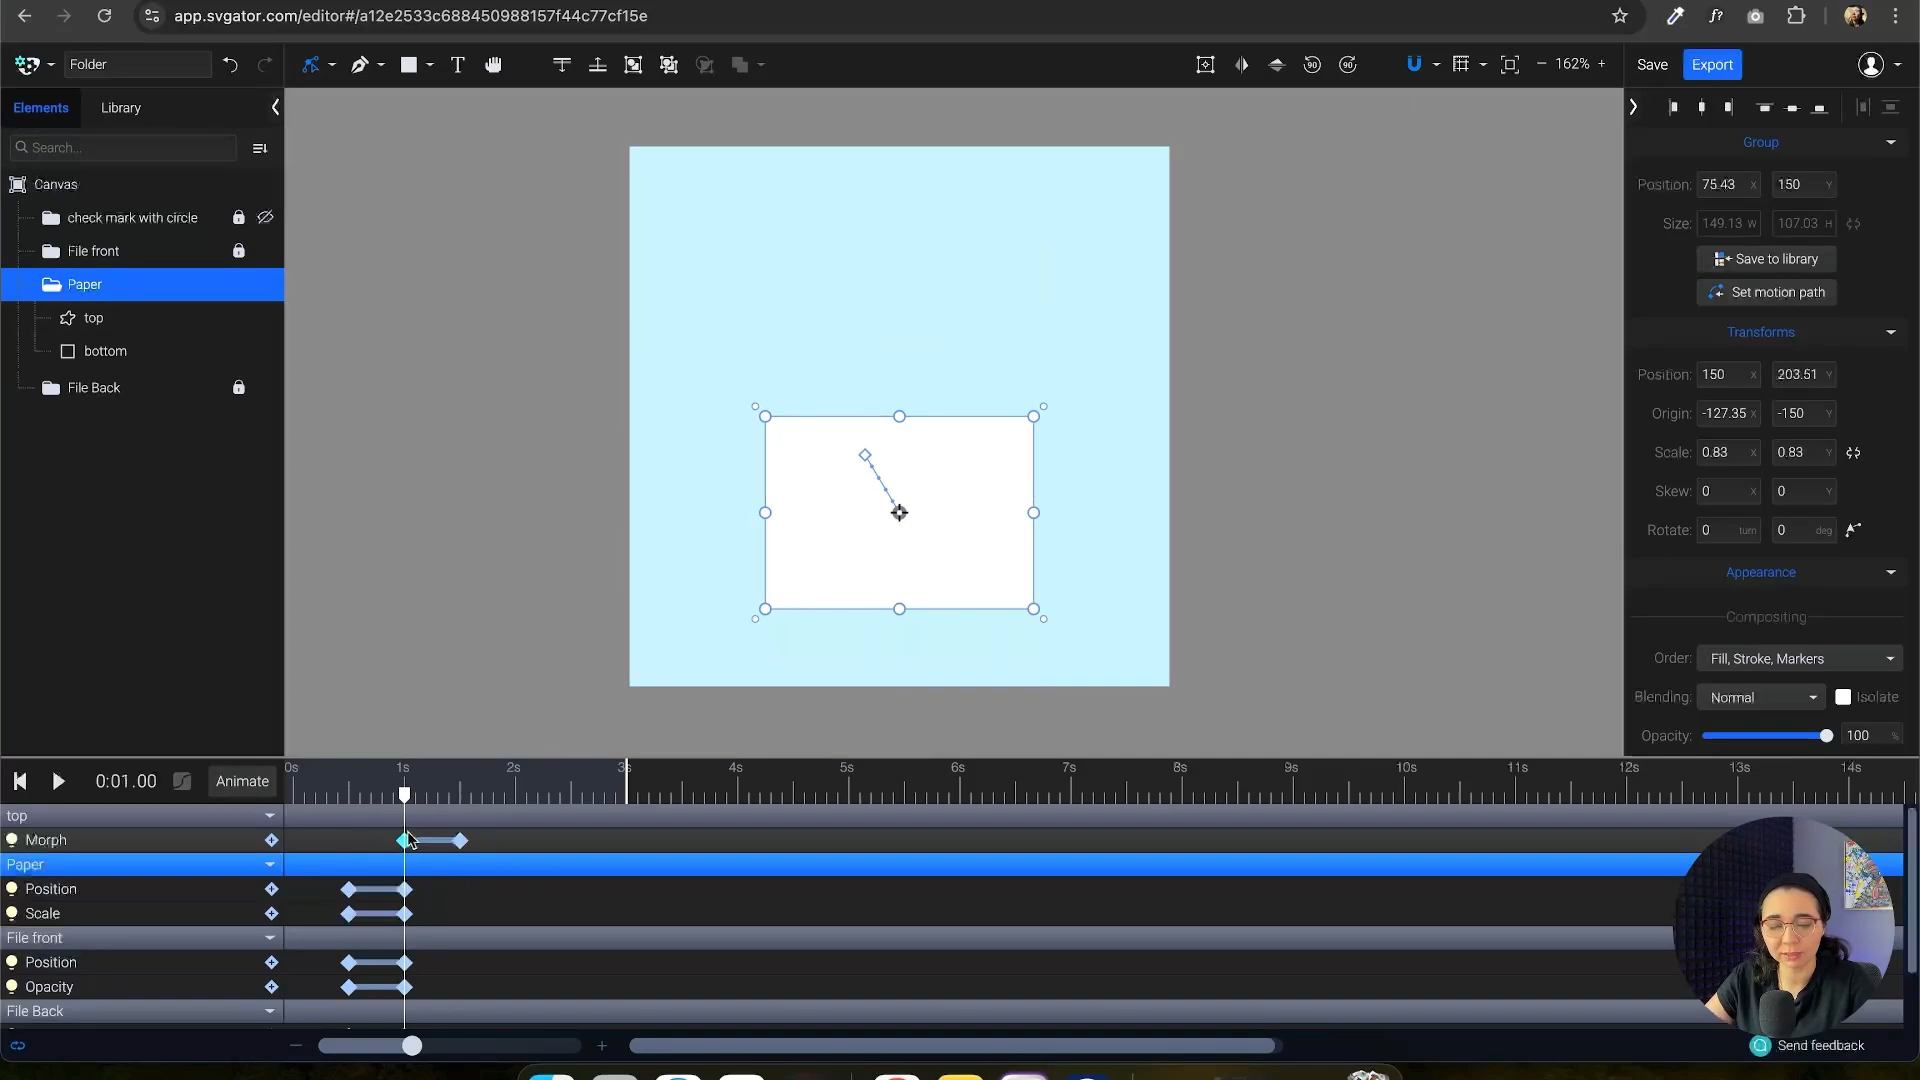 app.svgator.com/editor#/a12e2533c688450988157f44c77cf15e
f?
Folder
T
90
90
162%
Save
Export
Elements
Library
Search...
Canvas
check mark with circle
File front
Paper
top
bottom
File Back
Group
Position: 75.43 X 150 Y
Size: 149.13 W 107.03 H
Save to library
Set motion path
Transforms
Position: 150 X 203.51 Y
Origin: -127.35 X -150 Y
Scale: 0.83 X 0.83 Y
Skew: 0 X 0 Y
Rotate: 0 turn 0 deg
Appearance
Compositing
Order: Fill, Stroke, Markers
Blending: Normal Isolate
Opacity: 100 %
0:01.00
Animate
0s 1s 2s 3s 4s 5s 6s 7s 8s 9s 10s 11s 12s 13s 14s
top
Morph
Paper
Position
Scale
File front
Position
Opacity
File Back
Send feedback